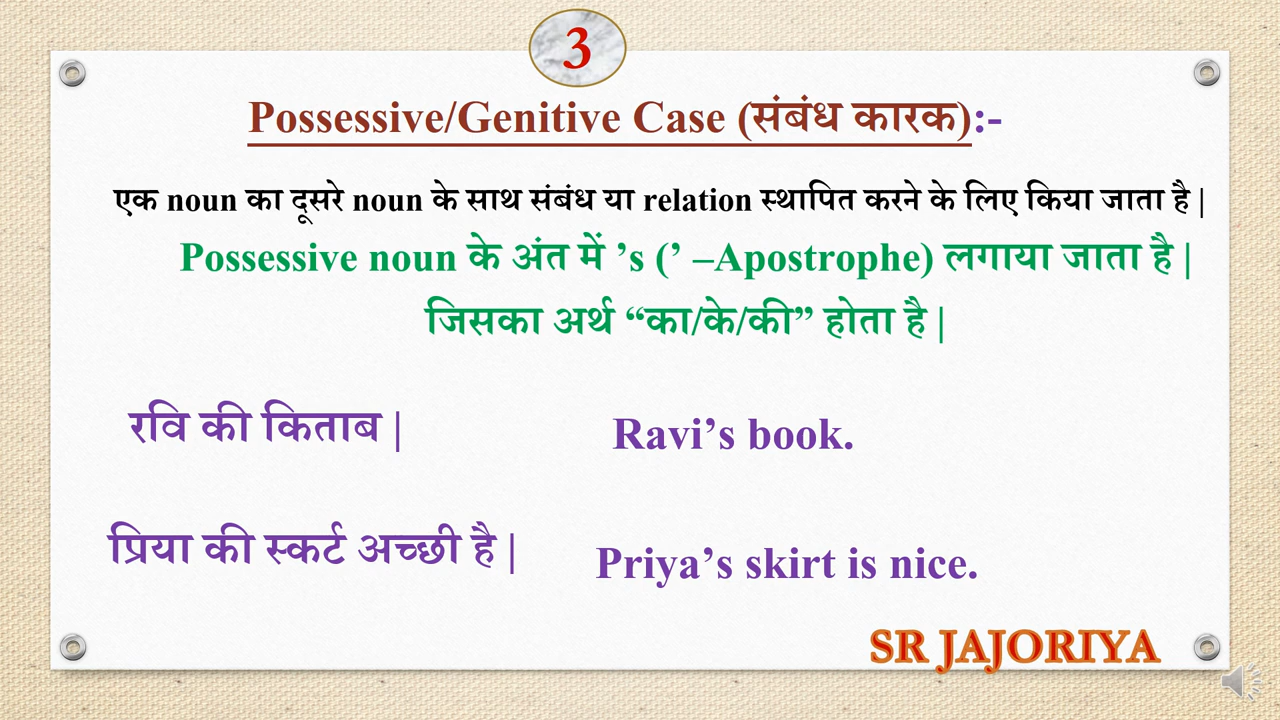 3
Possessive/Genitive Case (संबंध कारक):-
एक noun का दूसरे noun के साथ संबंध या relation स्थापित करने के लिए किया जाता है |
Possessive noun के अंत में ’s (’ –Apostrophe) लगाया जाता है |
जिसका अर्थ “का/के/की” होता है |
रवि की किताब | Ravi’s book.
प्रिया की स्कर्ट अच्छी है | Priya’s skirt is nice.
SR JAJORIYA